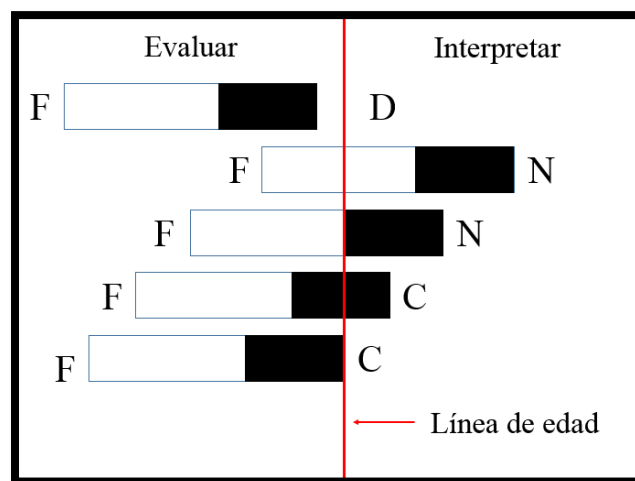 Evaluar Interpretar
F D
F N
F N
F C
F C
Línea de edad